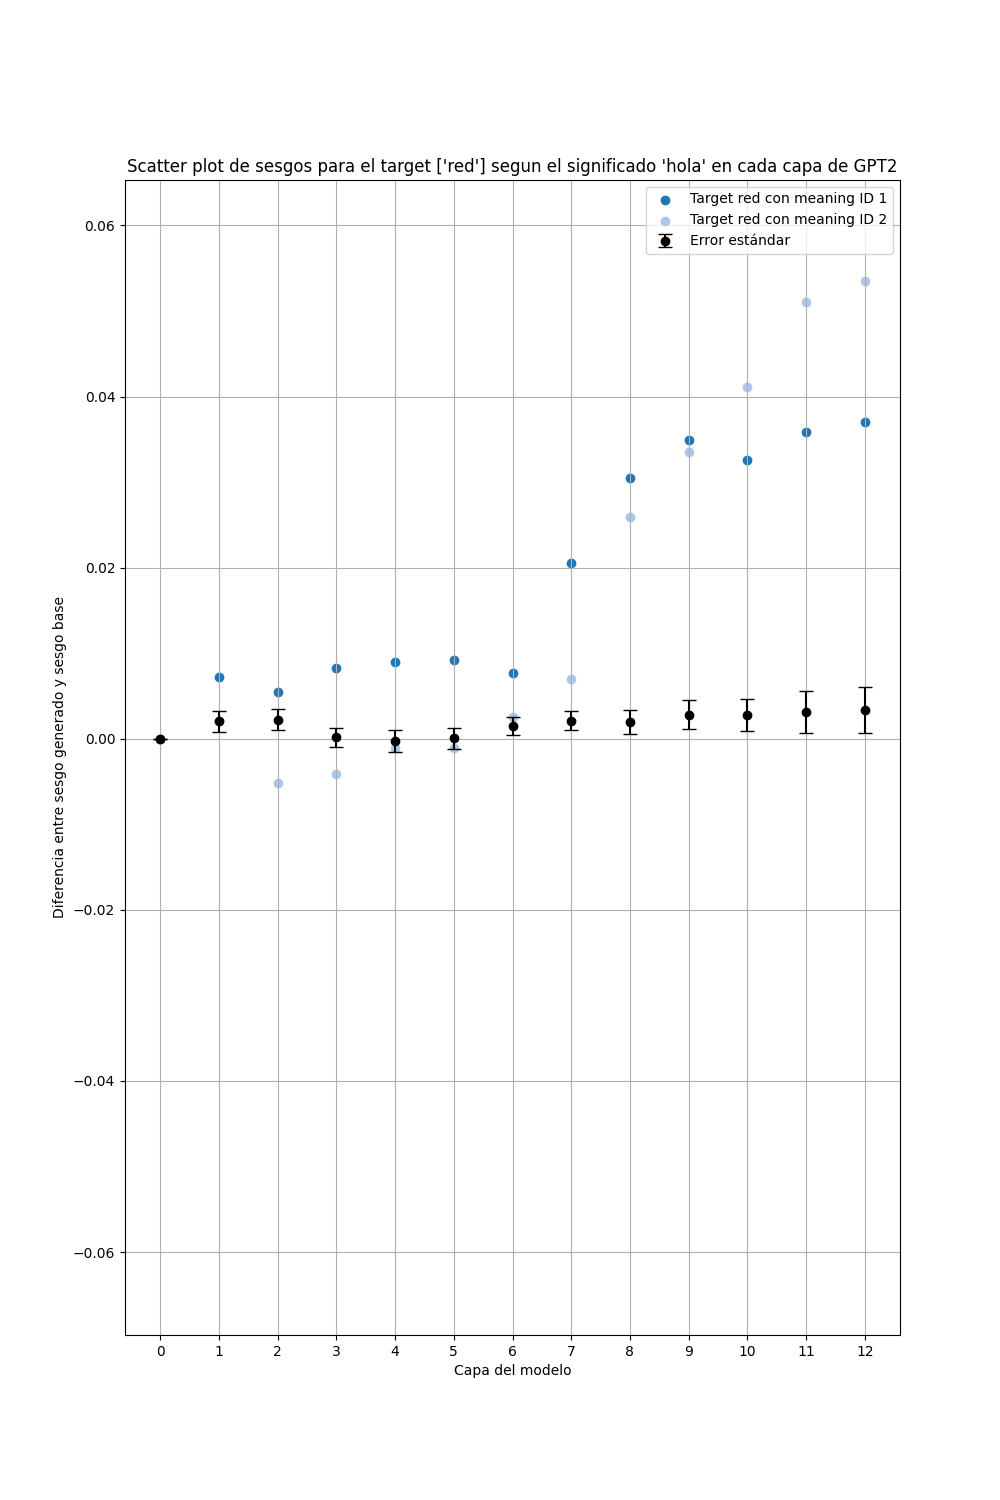 Scatter plot de sesgos para el target ['red'] segun el significado 'hola' en cada capa de GPT2
Target red con meaning ID 1
Target red con meaning ID 2
Error estándar
0.06
0.04
0.02
0.00
−0.02
−0.04
−0.06
Diferencia entre sesgo generado y sesgo base
0 1 2 3 4 5 6 7 8 9 10 11 12
Capa del modelo